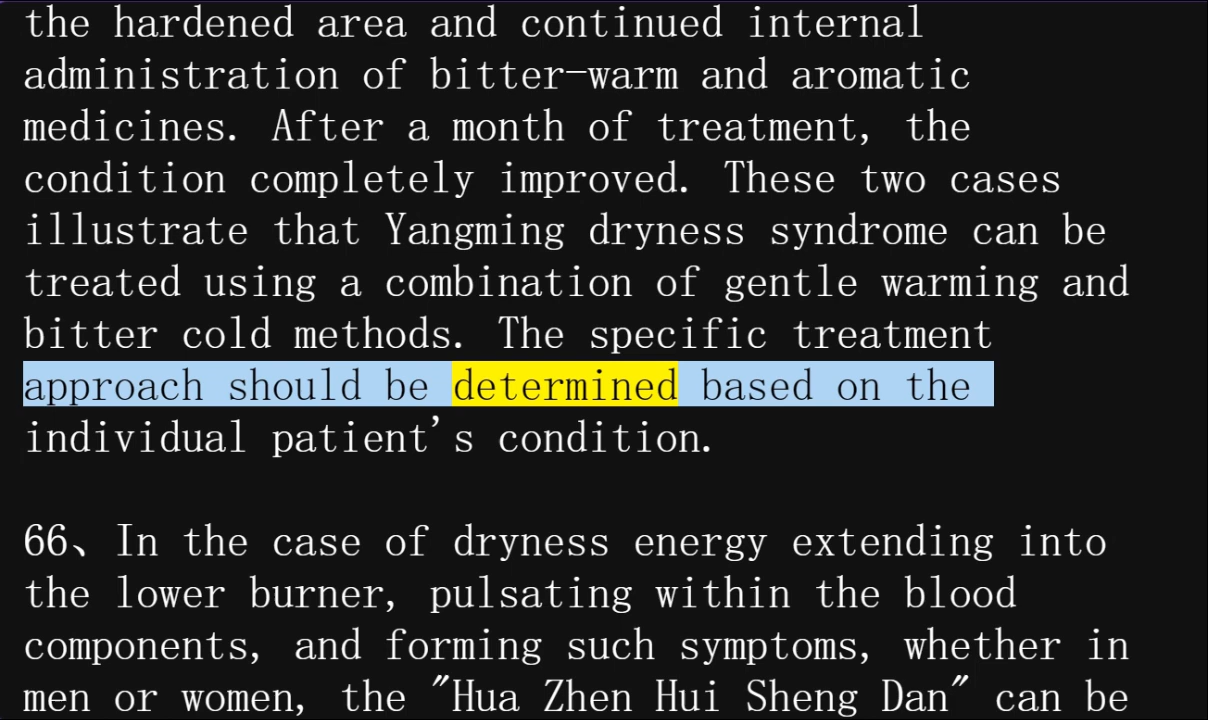 the hardened area and continued internal
administration of bitter-warm and aromatic
medicines. After a month of treatment, the
condition completely improved. These two cases
illustrate that Yangming dryness syndrome can be
treated using a combination of gentle warming and
bitter cold methods. The specific treatment
approach should be determined based on the
individual patient's condition.
66、In the case of dryness energy extending into
the lower burner, pulsating within the blood
components, and forming such symptoms, whether in
men or women, the "Hua Zhen Hui Sheng Dan" can be